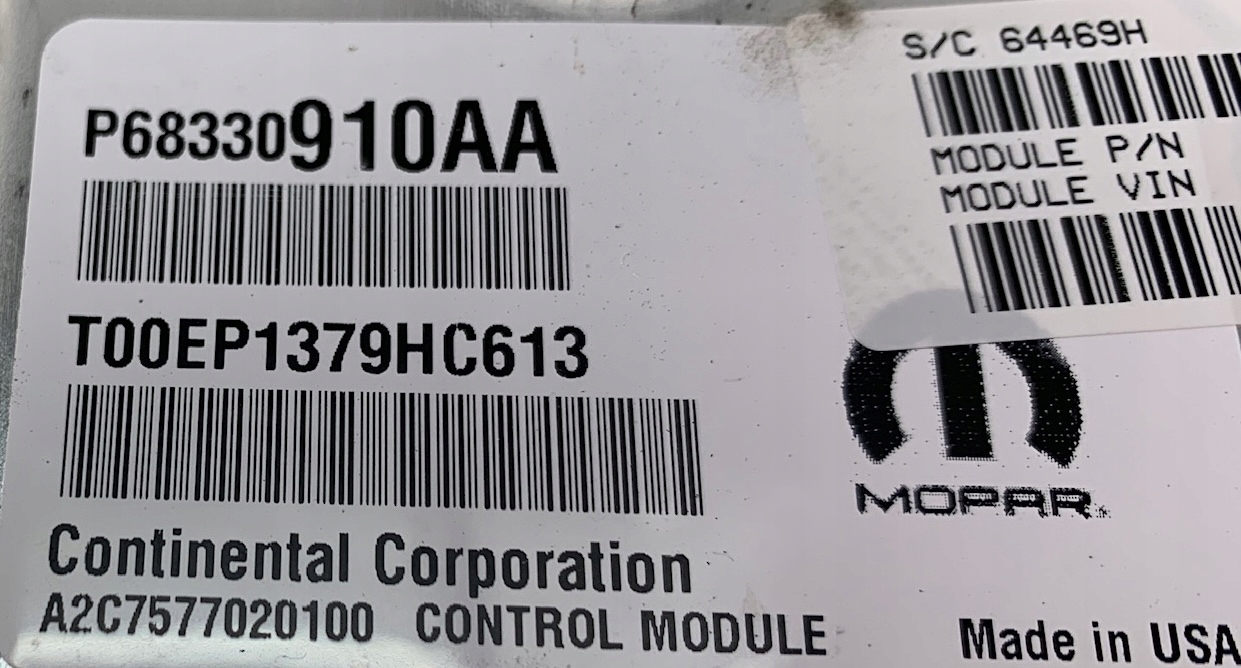 P68330910AA
T00EP1379HC613
Continental Corporation
A2C7577020100 CONTROL MODULE
S/C 64469H
MODULE P/N
MODULE VIN
MOPAR
Made in USA